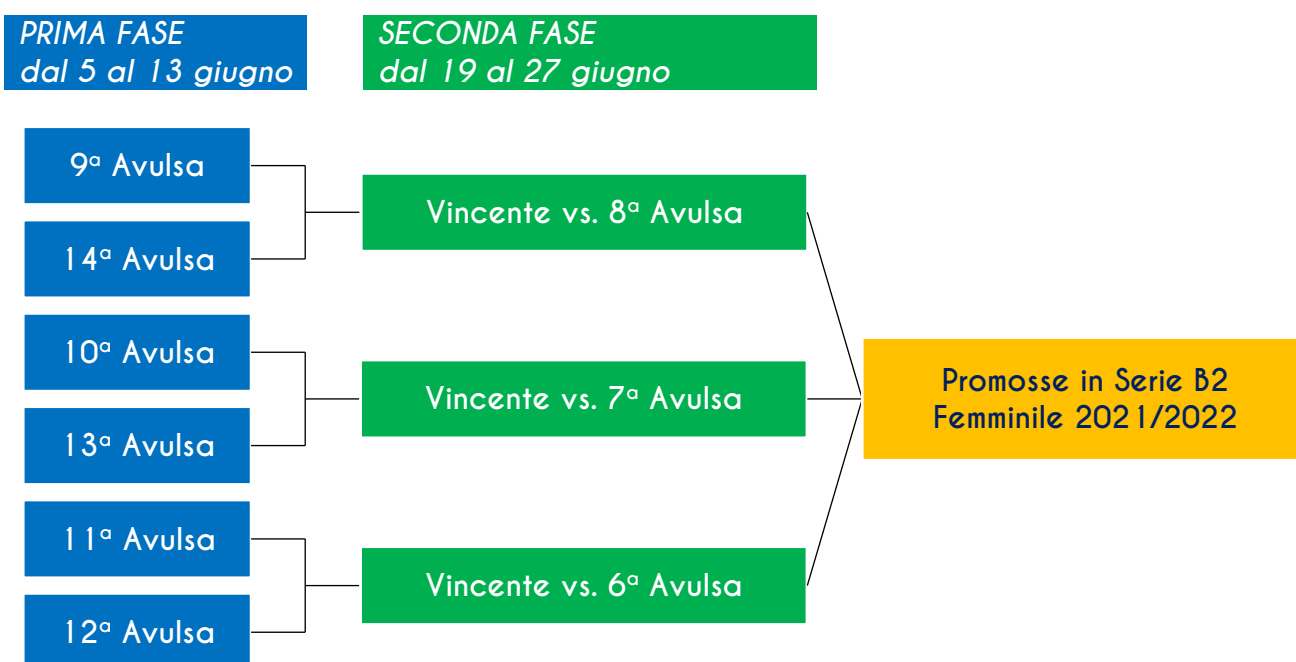 PRIMA FASE
dal 5 al 13 giugno
SECONDA FASE
dal 19 al 27 giugno
9ª Avulsa
14ª Avulsa
10ª Avulsa
13ª Avulsa
11ª Avulsa
12ª Avulsa
Vincente vs. 8ª Avulsa
Vincente vs. 7ª Avulsa
Vincente vs. 6ª Avulsa
Promosse in Serie B2
Femminile 2021/2022